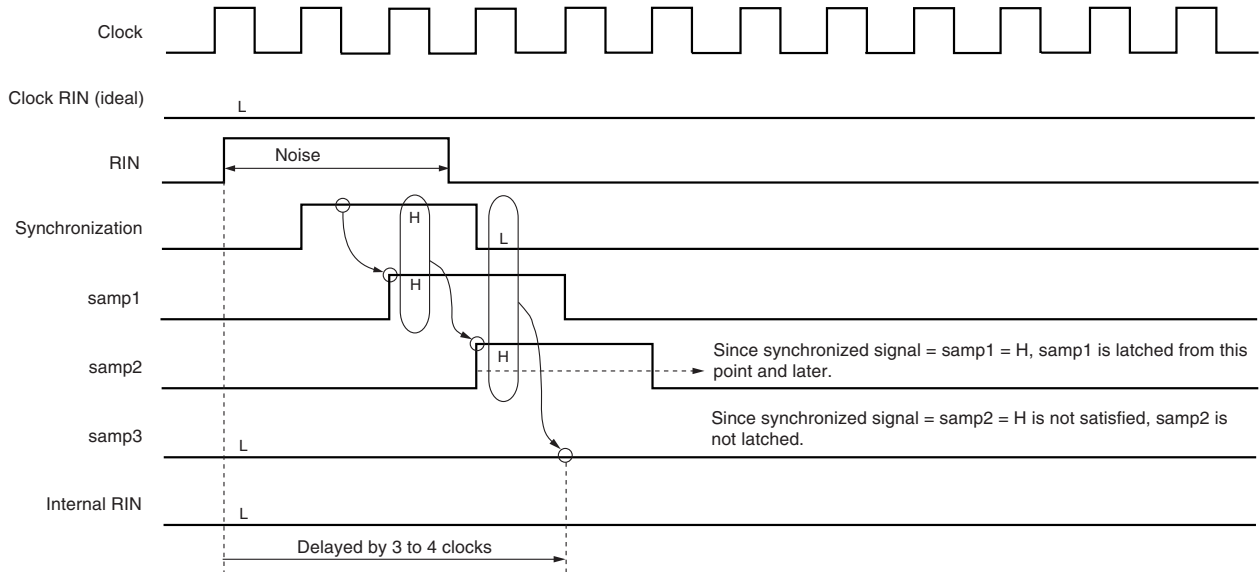 Clock
Clock RIN (ideal)
L
RIN
Noise
Synchronization
H
L
samp1
H
samp2
H
Since synchronized signal = samp1 = H, samp1 is latched from this
point and later.
samp3
L
Since synchronized signal = samp2 = H is not satisfied, samp2 is
not latched.
Internal RIN
L
Delayed by 3 to 4 clocks